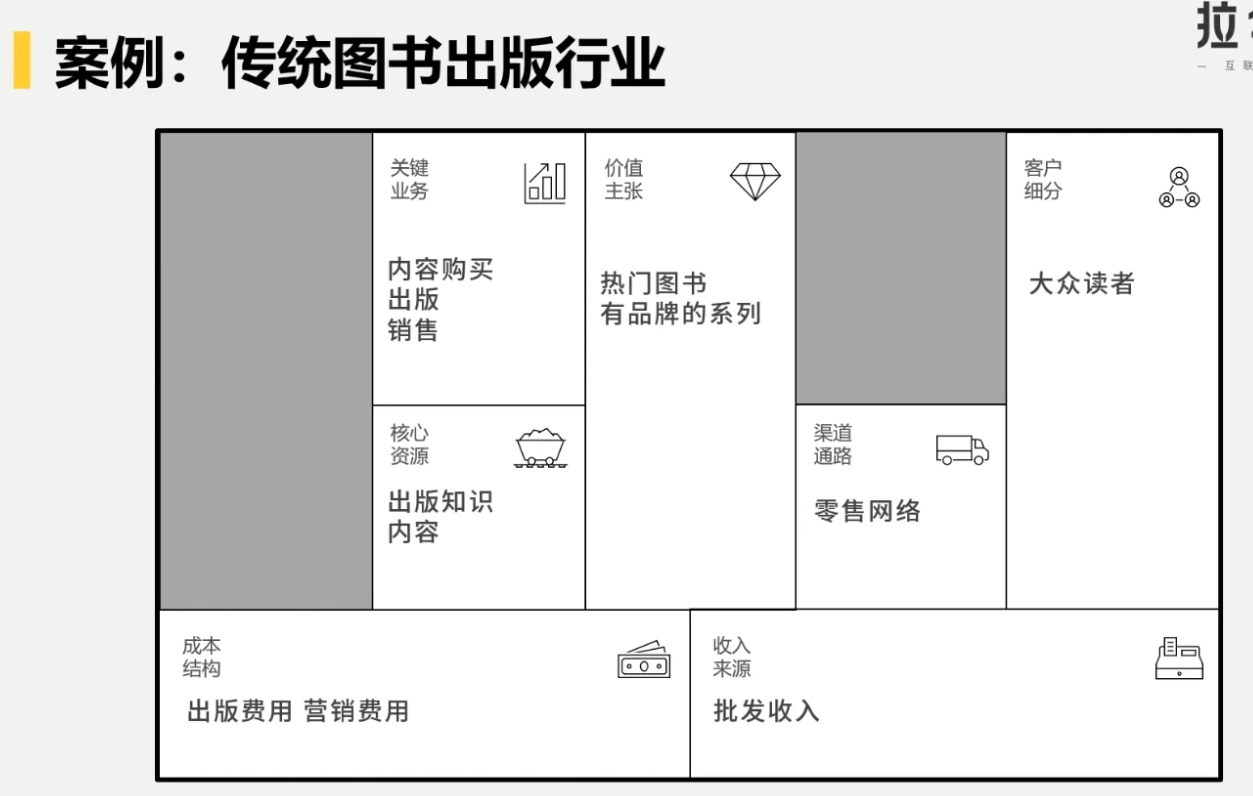 案例：传统图书出版行业
拉
一 互联
关键
业务
内容购买
出版
销售
价值
主张
热门图书
有品牌的系列
客户
细分
大众读者
核心
资源
出版知识
内容
渠道
通路
零售网络
成本
结构
出版费用 营销费用
收入
来源
批发收入